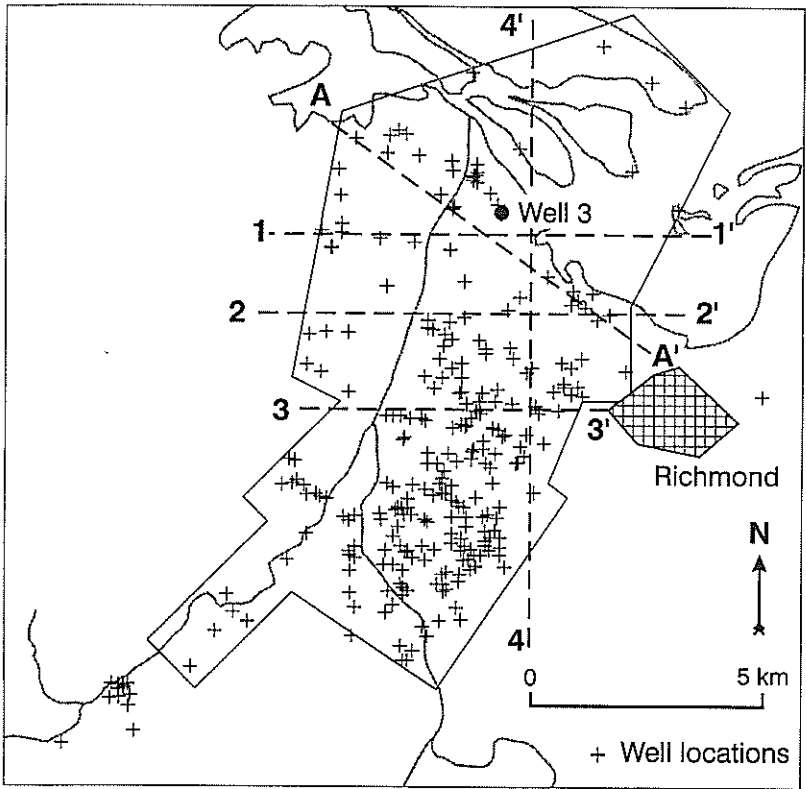 4'
A
Well 3
1 1'
2 2'
A'
3 3'
Richmond
N
4
0 5 km
+ Well locations